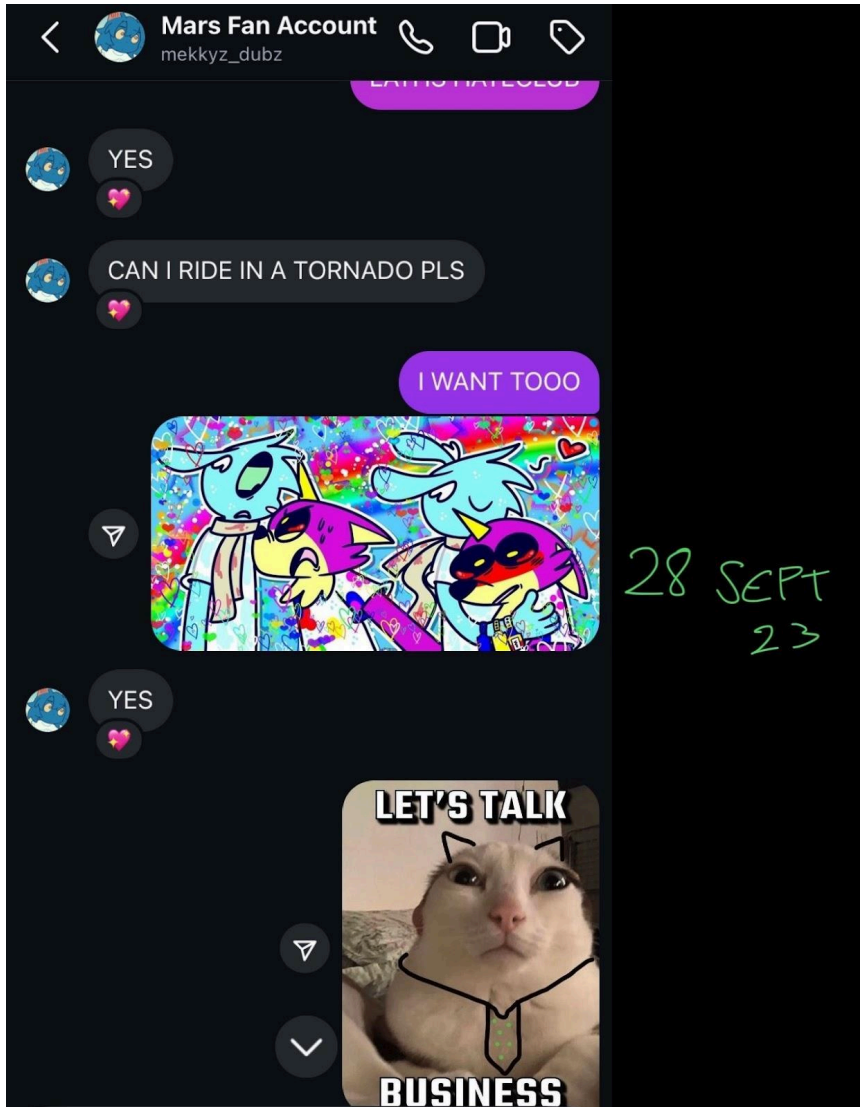 Mars Fan Account
mekkyz_dubz
YES
CAN I RIDE IN A TORNADO PLS
I WANT TOOO
28 SEPT
23
YES
LET'S TALK
BUSINESS